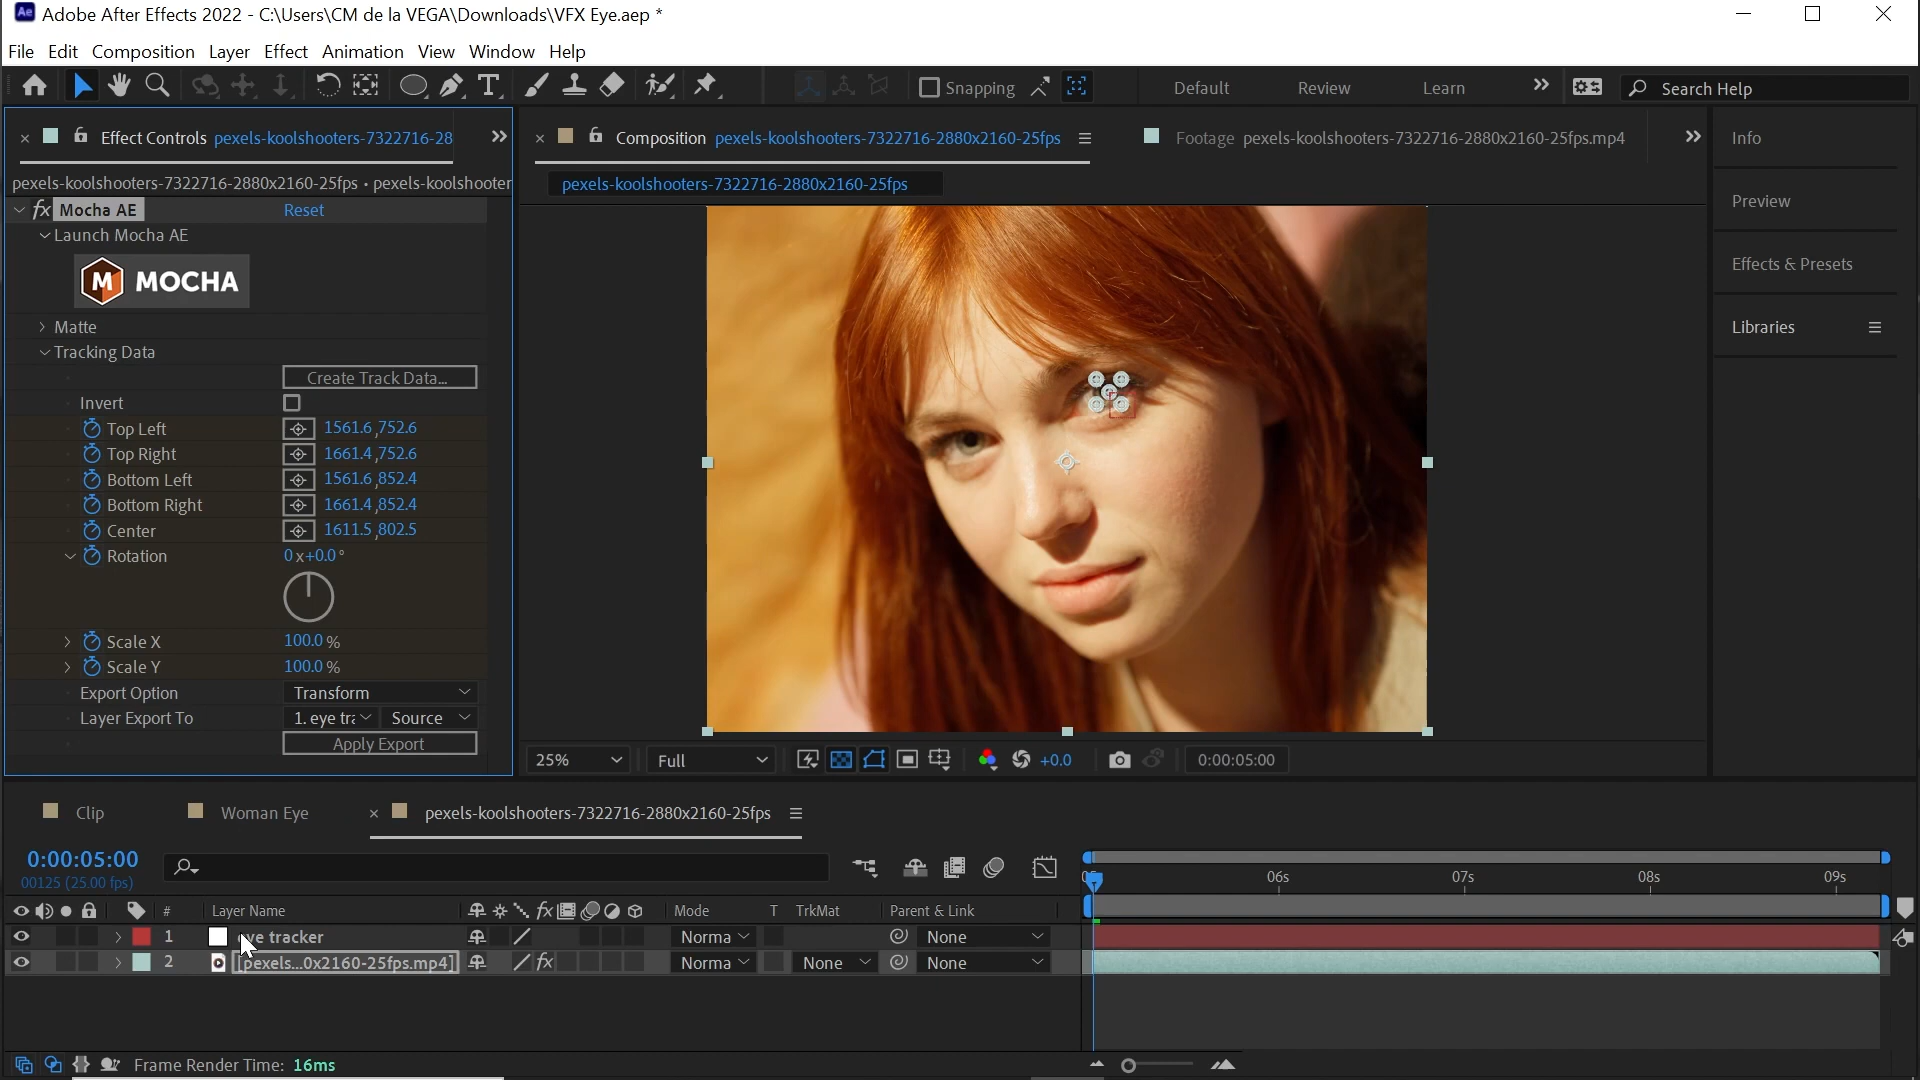 Adobe After Effects 2022 - C:\Users\CM de la VEGA\Downloads\VFX Eye.aep *
File Edit Composition Layer Effect Animation View Window Help
Snapping Default Review Learn Search Help
Effect Controls pexels-koolshooters-7322716-28
Composition pexels-koolshooters-7322716-2880x2160-25fps
Footage pexels-koolshooters-7322716-2880x2160-25fps.mp4
Info
pexels-koolshooters-7322716-2880x2160-25fps • pexels-koolshooter
pexels-koolshooters-7322716-2880x2160-25fps
Preview
Effects & Presets
Libraries
fx Mocha AE Reset
Launch Mocha AE
M MOCHA
Matte
Tracking Data
Create Track Data...
Invert
Top Left 1561.6,752.6
Top Right 1661.4,752.6
Bottom Left 1561.6,852.4
Bottom Right 1661.4,852.4
Center 1611.5,802.5
Rotation 0x+0.0°
Scale X 100.0%
Scale Y 100.0%
Export Option Transform
Layer Export To 1. eye tra Source
Apply Export
25% Full +0.0 0:00:05:00
Clip Woman Eye pexels-koolshooters-7322716-2880x2160-25fps
0:00:05:00
00125 (25.00 fps)
06s 07s 08s 09s
# Layer Name fx Mode T TrkMat Parent & Link
1 eye tracker Norma None
2 [pexels...0x2160-25fps.mp4] fx Norma None None
Frame Render Time: 16ms